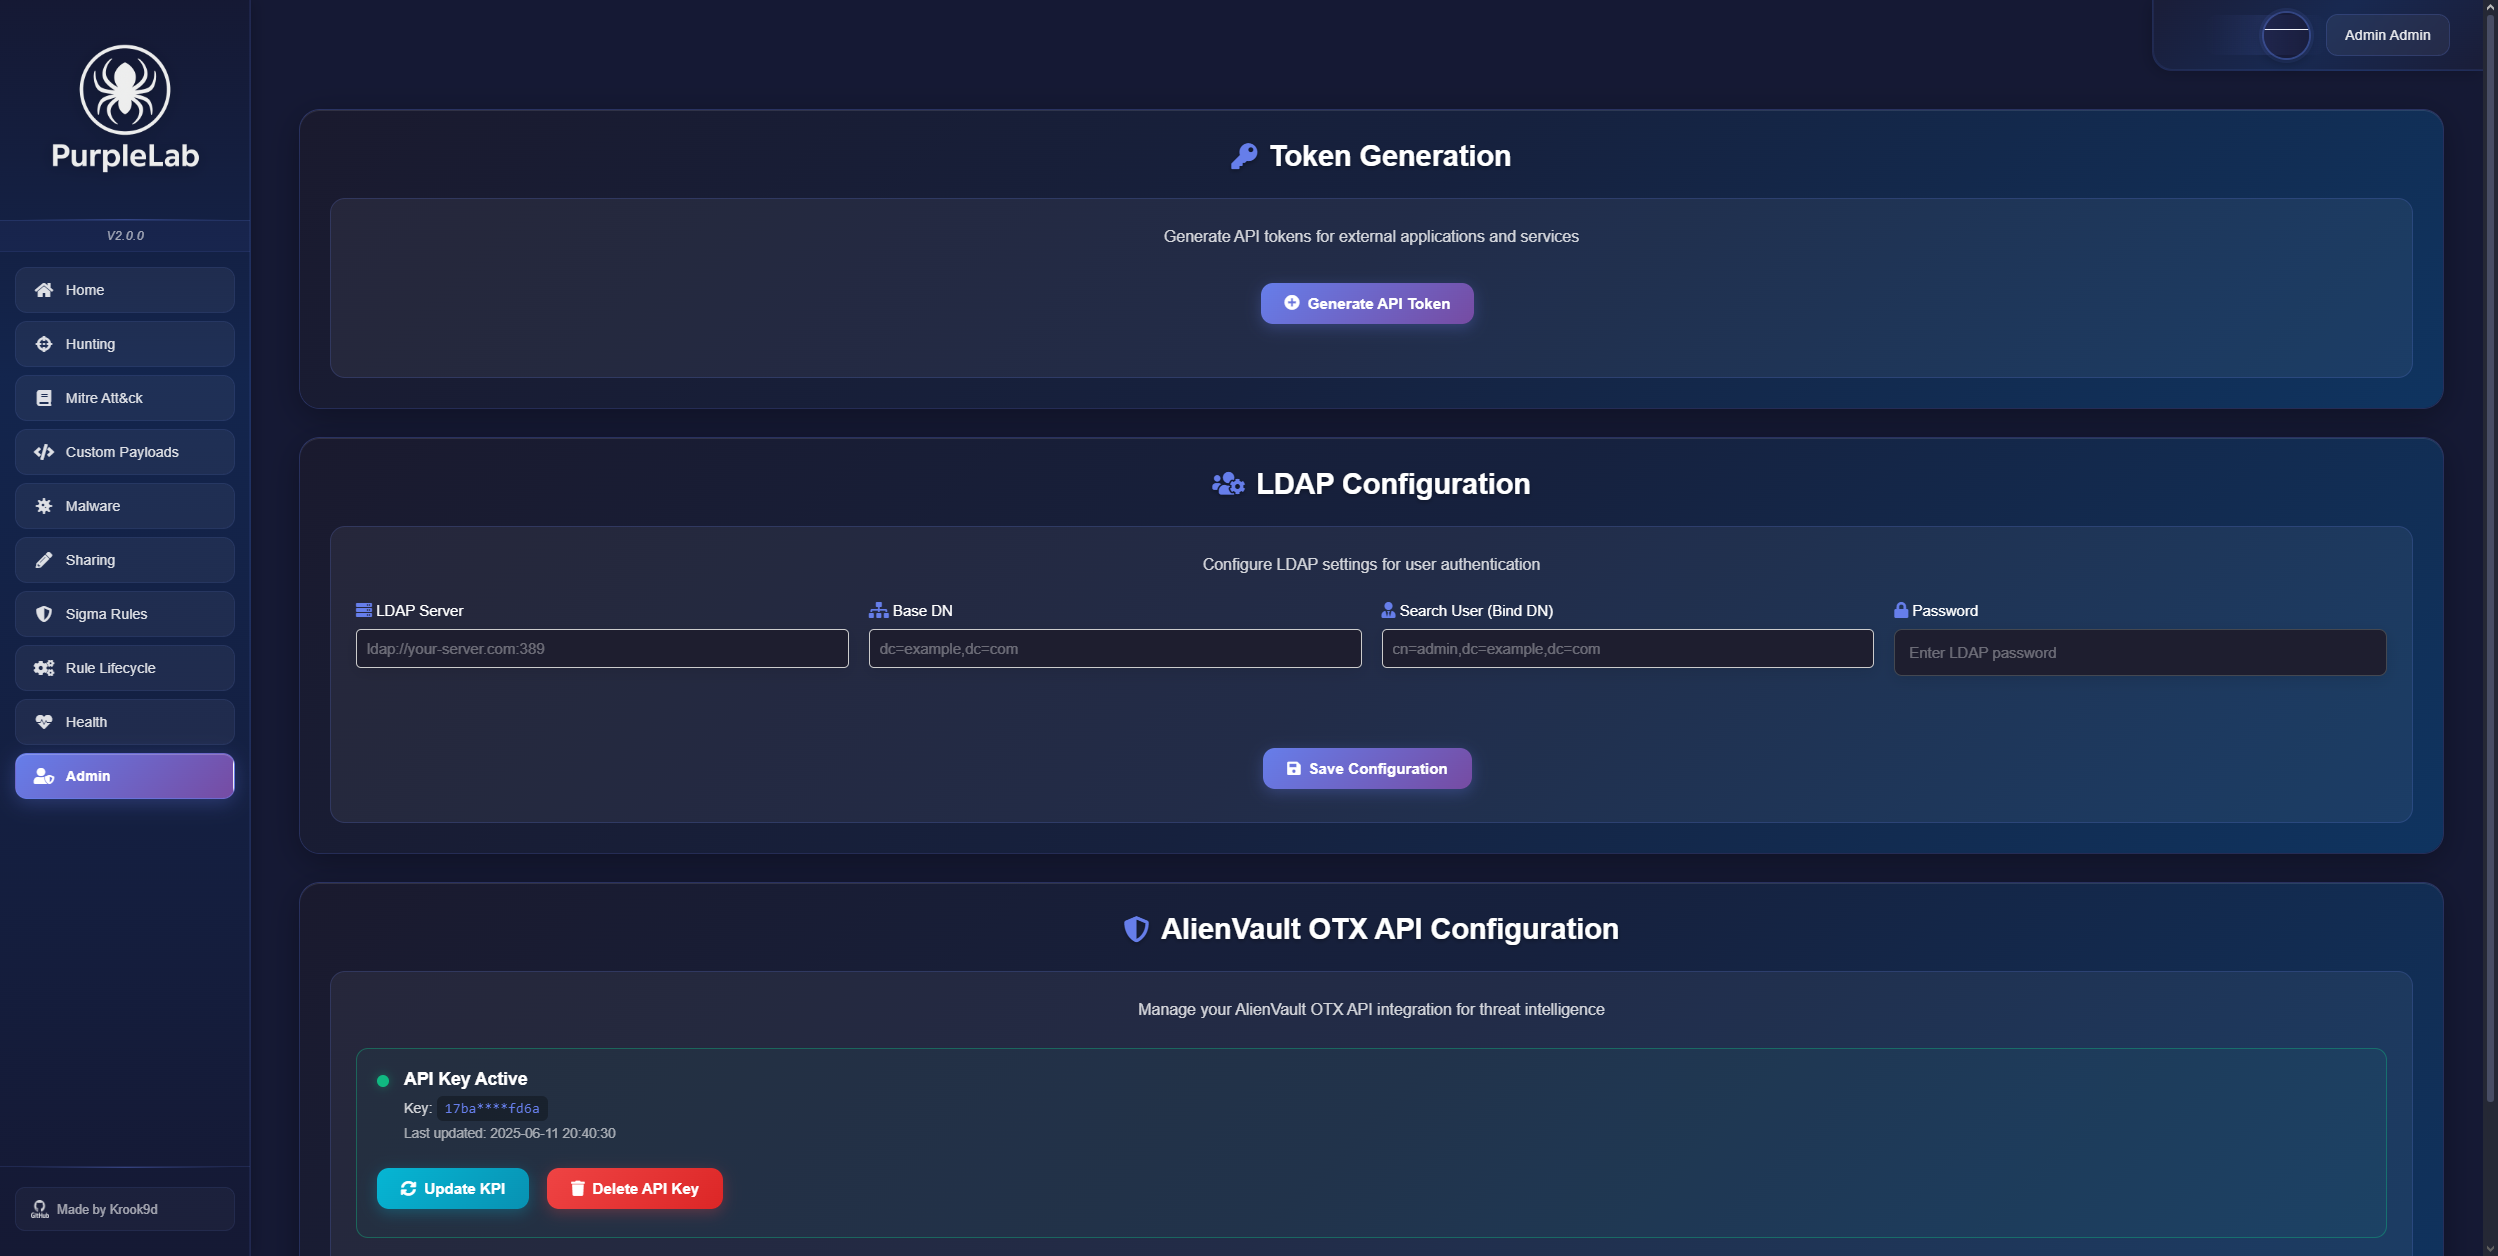 PurpleLab
V2.0.0
Home
Hunting
Mitre Att&ck
Custom Payloads
Malware
Sharing
Sigma Rules
Rule Lifecycle
Health
Admin
GitHub
Made by Krook9d
Admin Admin
Token Generation
Generate API tokens for external applications and services
Generate API Token
LDAP Configuration
Configure LDAP settings for user authentication
LDAP Server
ldap://your-server.com:389
Base DN
dc=example,dc=com
Search User (Bind DN)
cn=admin,dc=example,dc=com
Password
Enter LDAP password
Save Configuration
AlienVault OTX API Configuration
Manage your AlienVault OTX API integration for threat intelligence
API Key Active
Key: 17ba****fd6a
Last updated: 2025-06-11 20:40:30
Update KPI
Delete API Key